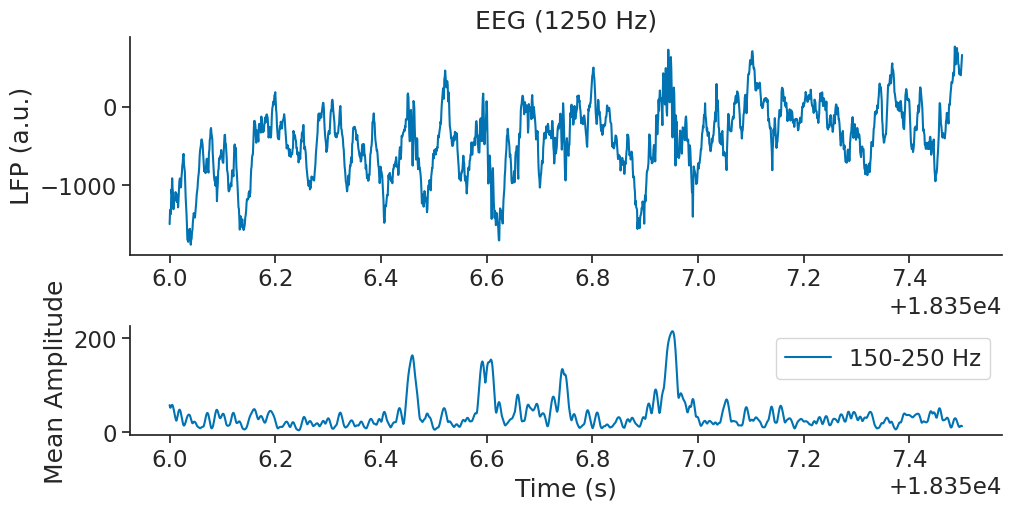 EEG (1250 Hz)
LFP (a.u.)
0
−1000
6.0 6.2 6.4 6.6 6.8 7.0 7.2 7.4
+1.835e4
Mean Amplitude
200
0
150-250 Hz
6.0 6.2 6.4 6.6 6.8 7.0 7.2 7.4
Time (s)
+1.835e4